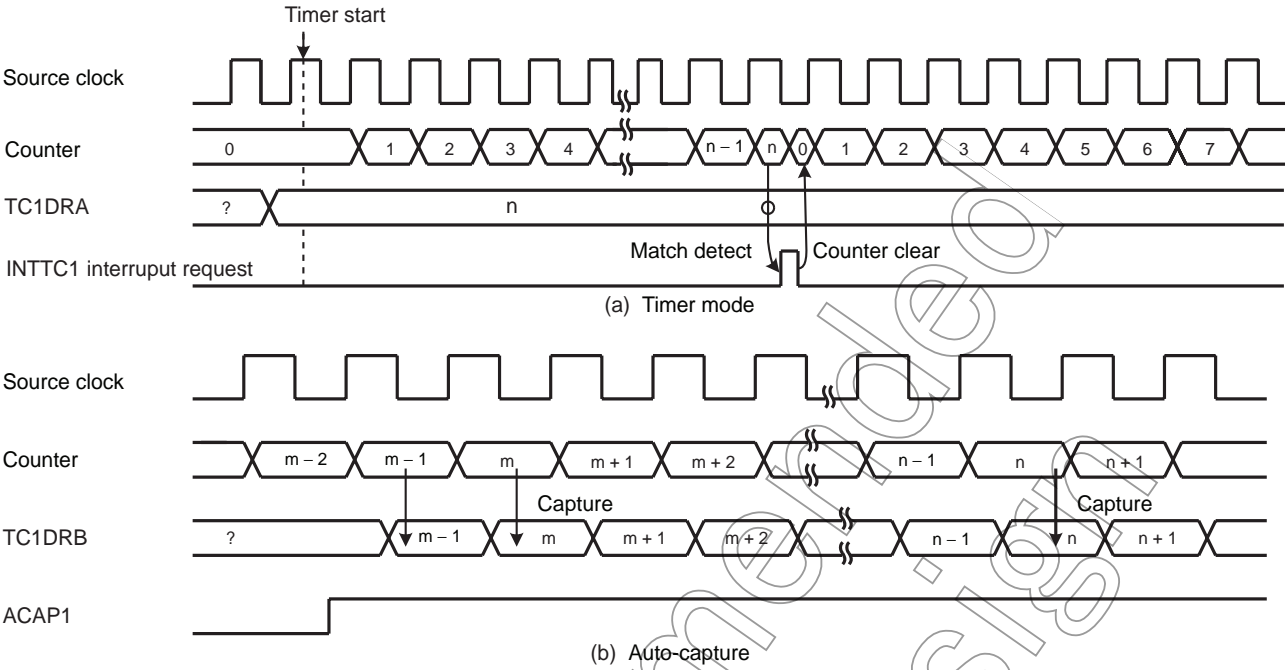 Timer start
Source clock
Counter 0 1 2 3 4 n – 1 n 0 1 2 3 4 5 6 7
TC1DRA ? n
Match detect Counter clear
INTTC1 interruput request
(a) Timer mode
Source clock
Counter m – 2 m – 1 m m + 1 m + 2 n – 1 n n + 1
Capture Capture
TC1DRB ? m – 1 m m + 1 m + 2 n – 1 n n + 1
ACAP1
(b) Auto-capture
mended
sign